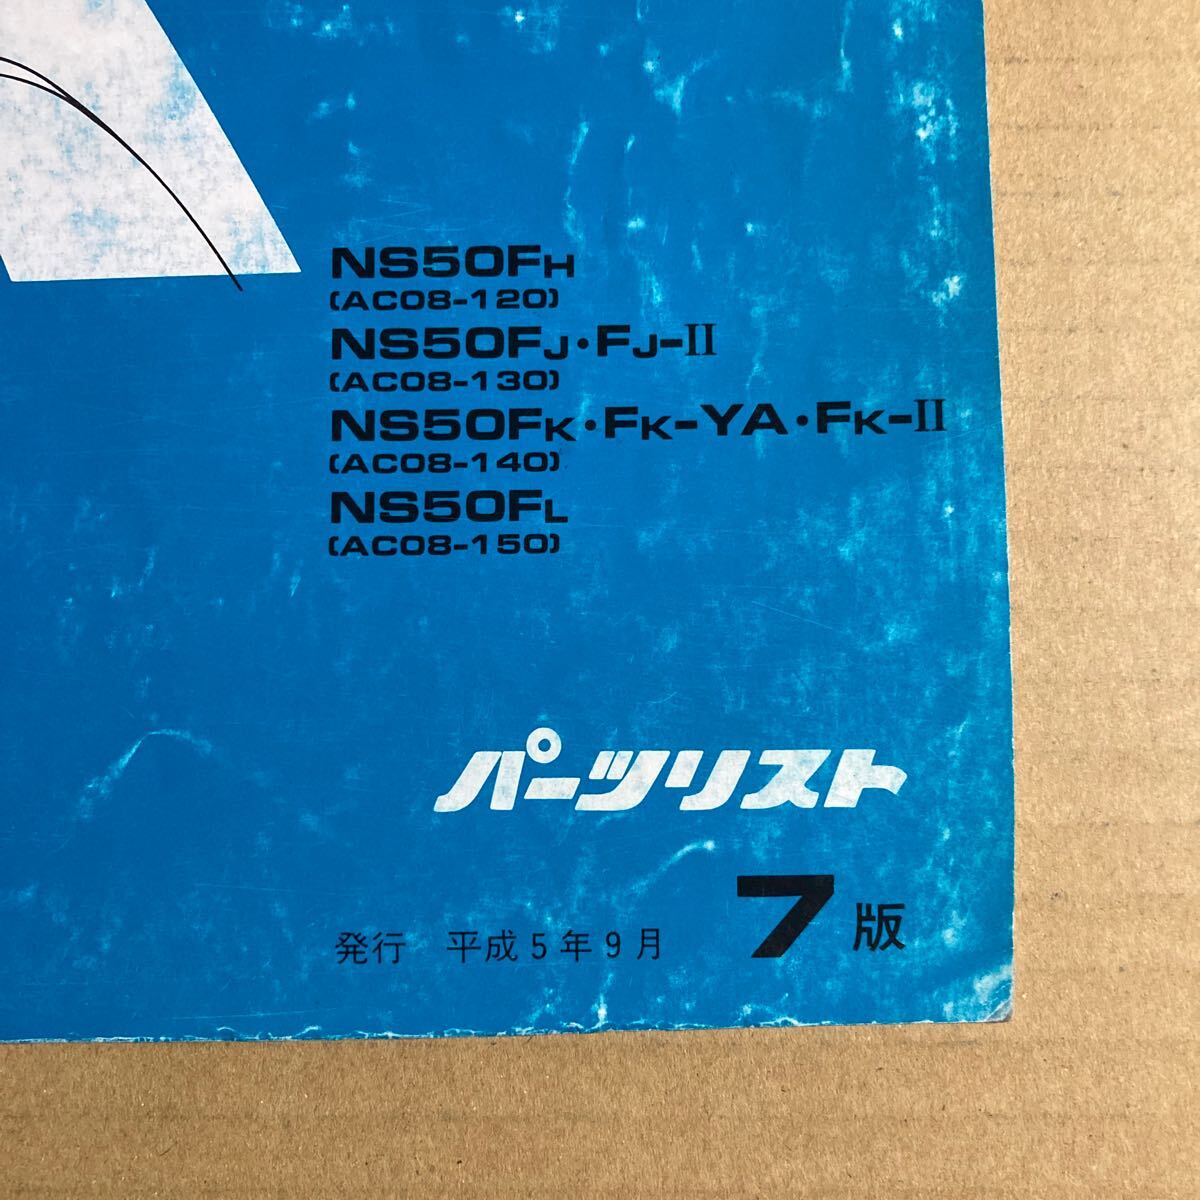 NS50FH
(AC08-120)
NS50FJ・FJ-II
(AC08-130)
NS50FK・FK-YA・FK-II
(AC08-140)
NS50FL
(AC08-150)
パーツリスト
発行 平成5年9月 7版